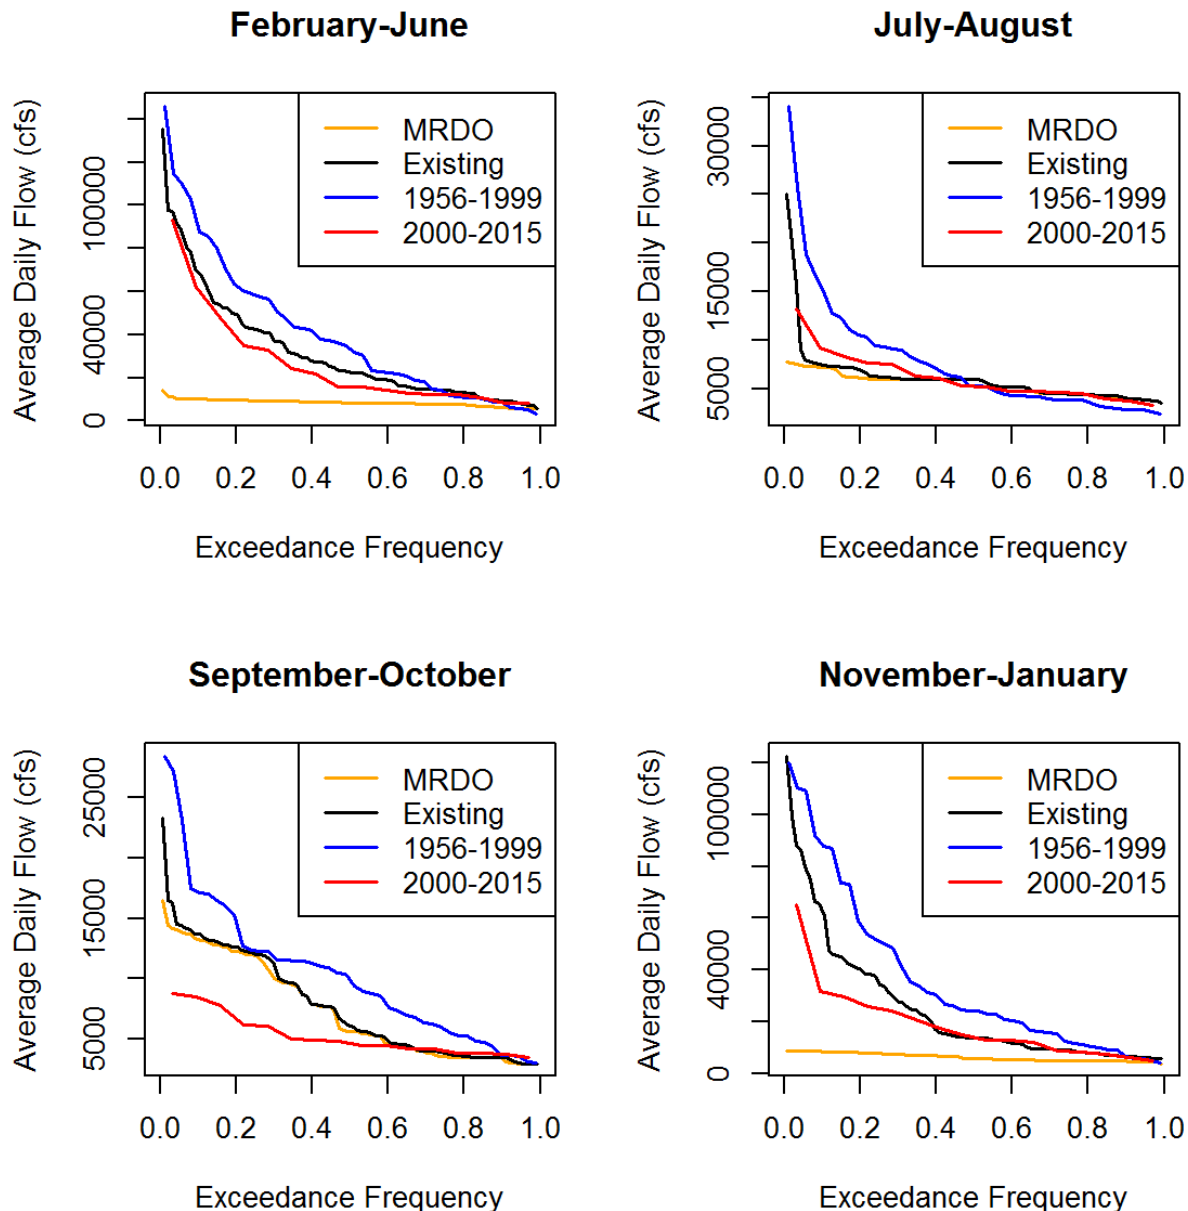 February-June
Average Daily Flow (cfs)
0
40000
100000
MRDO
Existing
1956-1999
2000-2015
0.0 0.2 0.4 0.6 0.8 1.0
Exceedance Frequency
July-August
Average Daily Flow (cfs)
5000
15000
30000
MRDO
Existing
1956-1999
2000-2015
0.0 0.2 0.4 0.6 0.8 1.0
Exceedance Frequency
September-October
Average Daily Flow (cfs)
5000
15000
25000
MRDO
Existing
1956-1999
2000-2015
0.0 0.2 0.4 0.6 0.8 1.0
Exceedance Frequency
November-January
Average Daily Flow (cfs)
0
40000
100000
MRDO
Existing
1956-1999
2000-2015
0.0 0.2 0.4 0.6 0.8 1.0
Exceedance Frequency